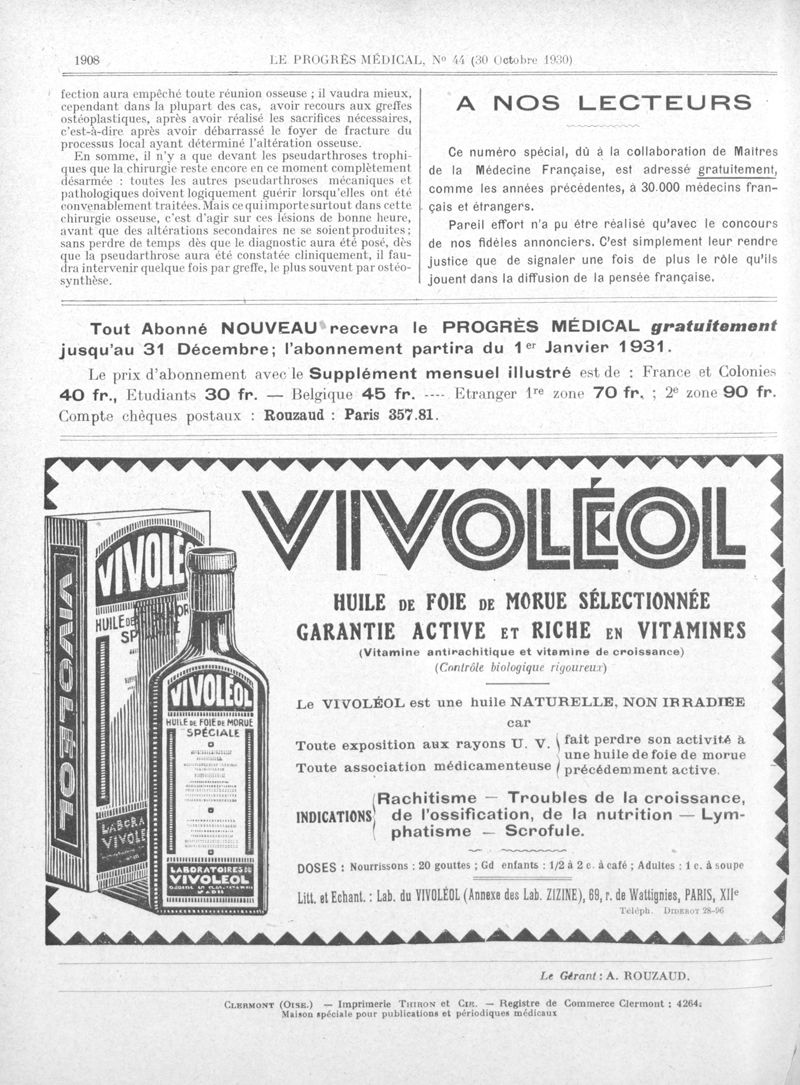 1908
LE PROGRÈS MÉDICAL, Nº 44 (30 Octobre 1930)
fection aura empêché toute réunion osseuse ; il vaudra mieux,
cependant dans la plupart des cas, avoir recours aux greffes
ostéoplastiques, après avoir réalisé les sacrifices nécessaires,
c'est-à-dire après avoir débarrassé le foyer de fracture du
processus local ayant déterminé l'altération osseuse.
En somme, il n'y a que devant les pseudarthroses trophi-
ques que la chirurgie reste encore en ce moment complètement
désarmée : toutes les autres pseudarthroses mécaniques et
pathologiques doivent logiquement guérir lorsqu'elles ont été
convenablement traitées. Mais ce qui importe surtout dans cette
chirurgie osseuse, c'est d'agir sur ces lésions de bonne heure,
avant que des altérations secondaires ne se soient produites ;
sans perdre de temps dès que le diagnostic aura été posé, dès
que la pseudarthrose aura été constatée cliniquement, il fau-
dra intervenir quelque fois par greffe, le plus souvent par ostéo-
synthèse.
A NOS LECTEURS
Ce numéro spécial, dû à la collaboration de Maîtres
de la Médecine Française, est adressé gratuitement,
comme les années précédentes, à 30.000 médecins fran-
çais et étrangers.
Pareil effort n'a pu être réalisé qu'avec le concours
de nos fidèles annonciers. C'est simplement leur rendre
justice que de signaler une fois de plus le rôle qu'ils
jouent dans la diffusion de la pensée française.
Tout Abonné NOUVEAU recevra le PROGRÈS MÉDICAL gratuitement
jusqu'au 31 Décembre; l'abonnement partira du 1er Janvier 1931.
Le prix d'abonnement avec le Supplément mensuel illustré est de : France et Colonies
40 fr., Etudiants 30 fr. — Belgique 45 fr. ---- Etranger 1re zone 70 fr. ; 2e zone 90 fr.
Compte chèques postaux : Rouzaud : Paris 357.81.
VIVOLÉOL
HUILE DE FOIE DE MORUE SÉLECTIONNÉE
GARANTIE ACTIVE ET RICHE EN VITAMINES
(Vitamine antirachitique et vitamine de croissance)
(Contrôle biologique rigoureux)
Le VIVOLÉOL est une huile NATURELLE, NON IRRADIÉE
car
Toute exposition aux rayons U. V.
Toute association médicamenteuse
fait perdre son activité à
une huile de foie de morue
précédemment active.
INDICATIONS
Rachitisme — Troubles de la croissance,
de l'ossification, de la nutrition — Lym-
phatisme — Scrofule.
DOSES : Nourrissons : 20 gouttes ; Gd enfants : 1/2 à 2 c. à café ; Adultes : 1 c. à soupe
Litt. et Echant. : Lab. du VIVOLÉOL (Annexe des Lab. ZIZINE), 69, r. de Wattignies, PARIS, XIIe
Téléph. DIDEROT 28-96
VIVOLÉOL
VIVOLÉO
HUILE DE
SP
LABORA
VIVOLÉ
VIVOLÉOL
HUILE DE FOIE DE MORUE
SPÉCIALE
LABORATOIRES DU
VIVOLEOL
Le Gérant : A. ROUZAUD.
CLERMONT (OISE.) — Imprimerie THIRON et CIE. — Registre de Commerce Clermont : 4264.
Maison spéciale pour publications et périodiques médicaux